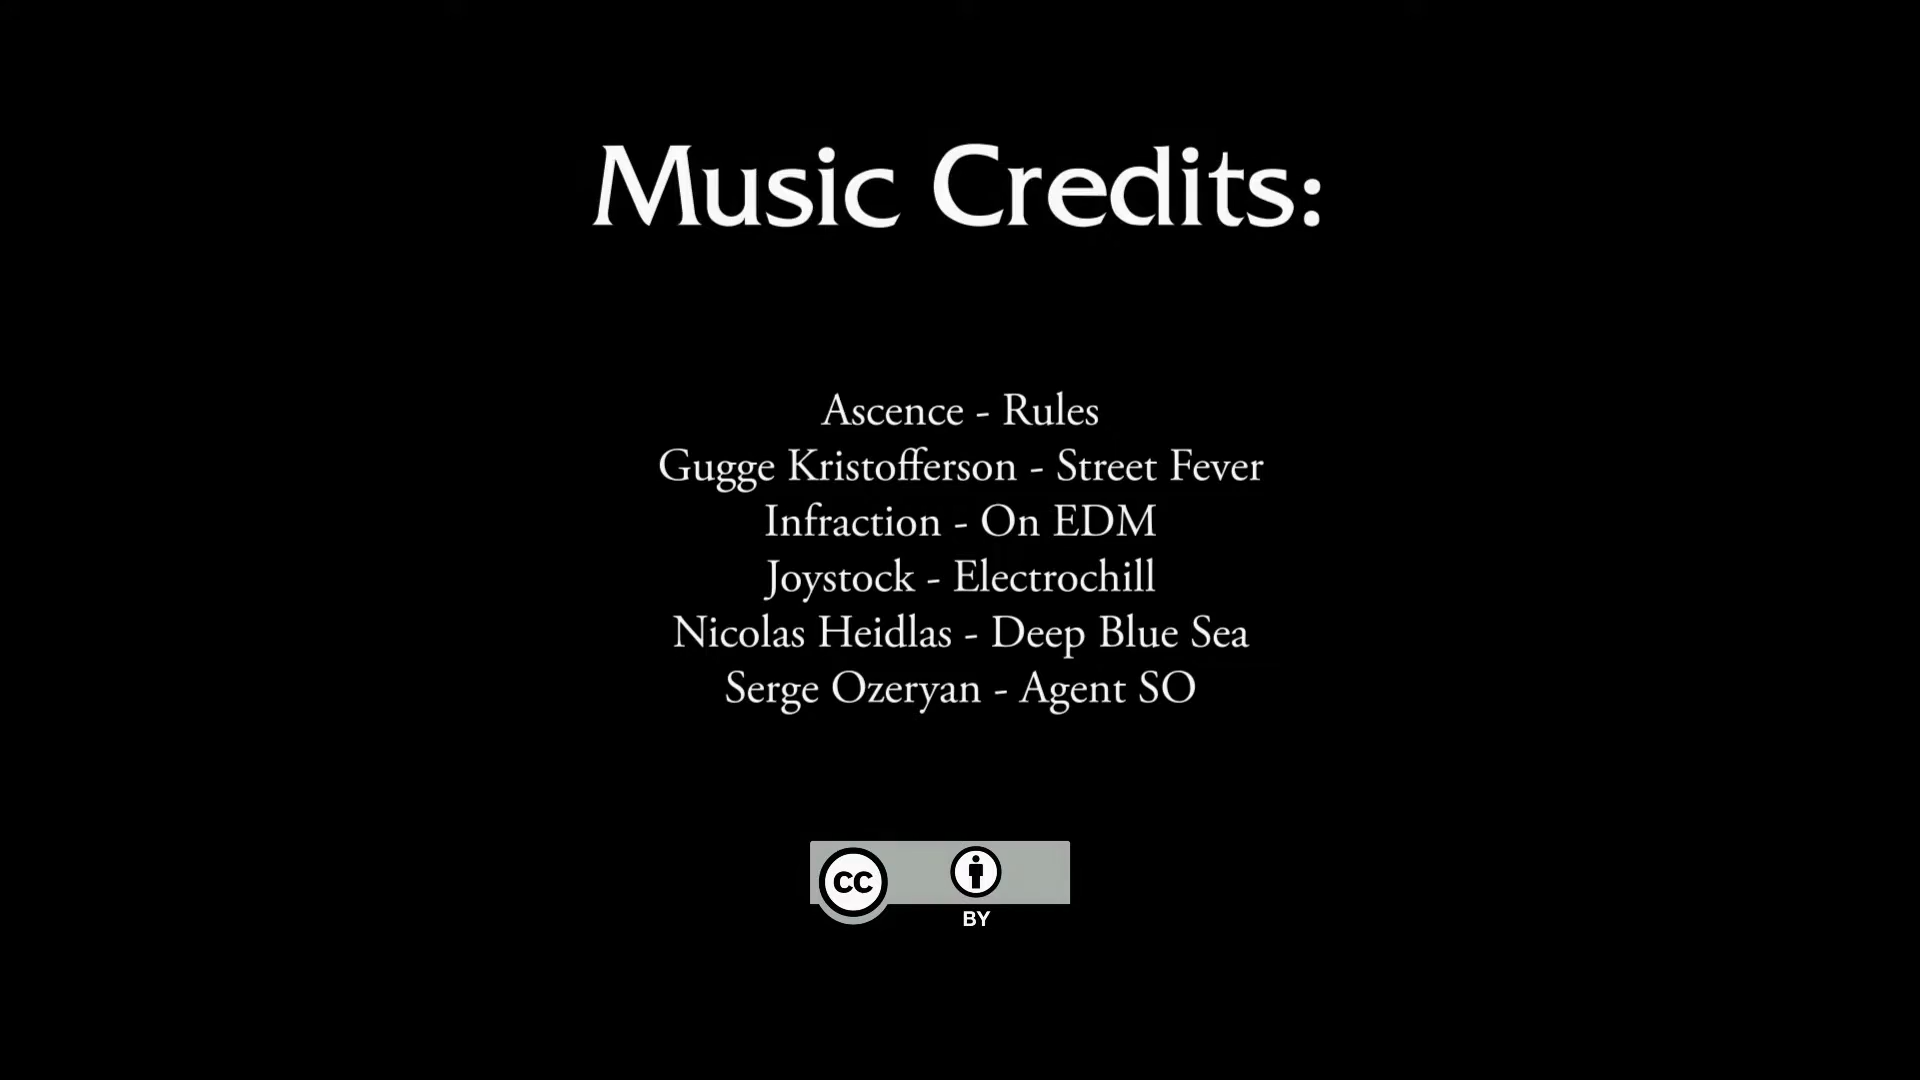 Music Credits:
Ascence - Rules
Gugge Kristofferson - Street Fever
Infraction - On EDM
Joystock - Electrochill
Nicolas Heidlas - Deep Blue Sea
Serge Ozeryan - Agent SO
cc
BY